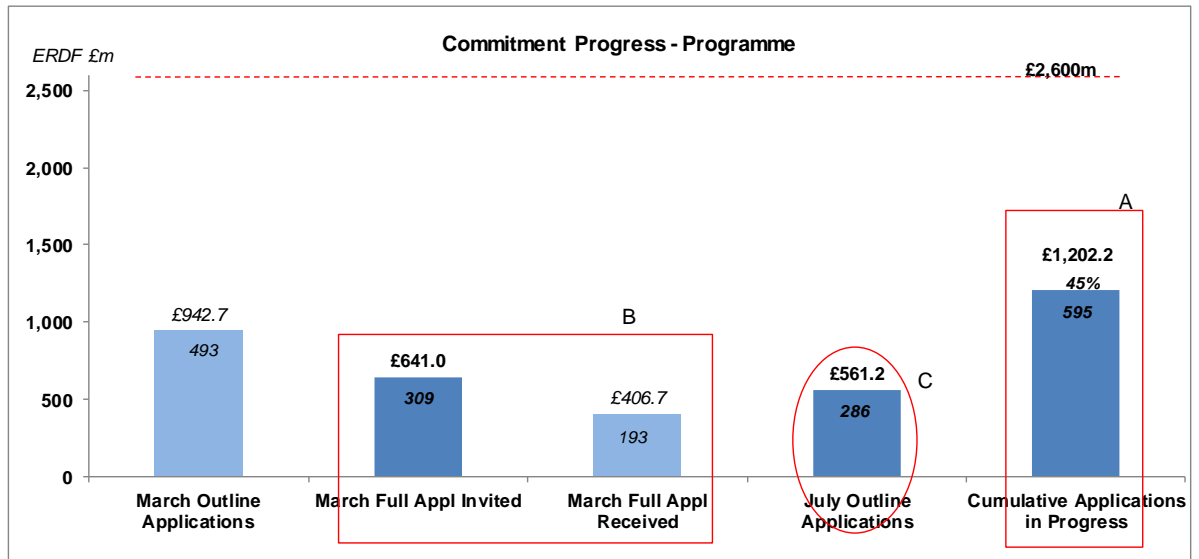 Commitment Progress - Programme
ERDF £m
£2,600m
2,500
2,000
1,500
1,000
500
0
A
£1,202.2
45%
595
£942.7
493
B
£641.0
309
£406.7
193
C
£561.2
286
March Outline
Applications
March Full Appl Invited
March Full Appl
Received
July Outline
Applications
Cumulative Applications
in Progress